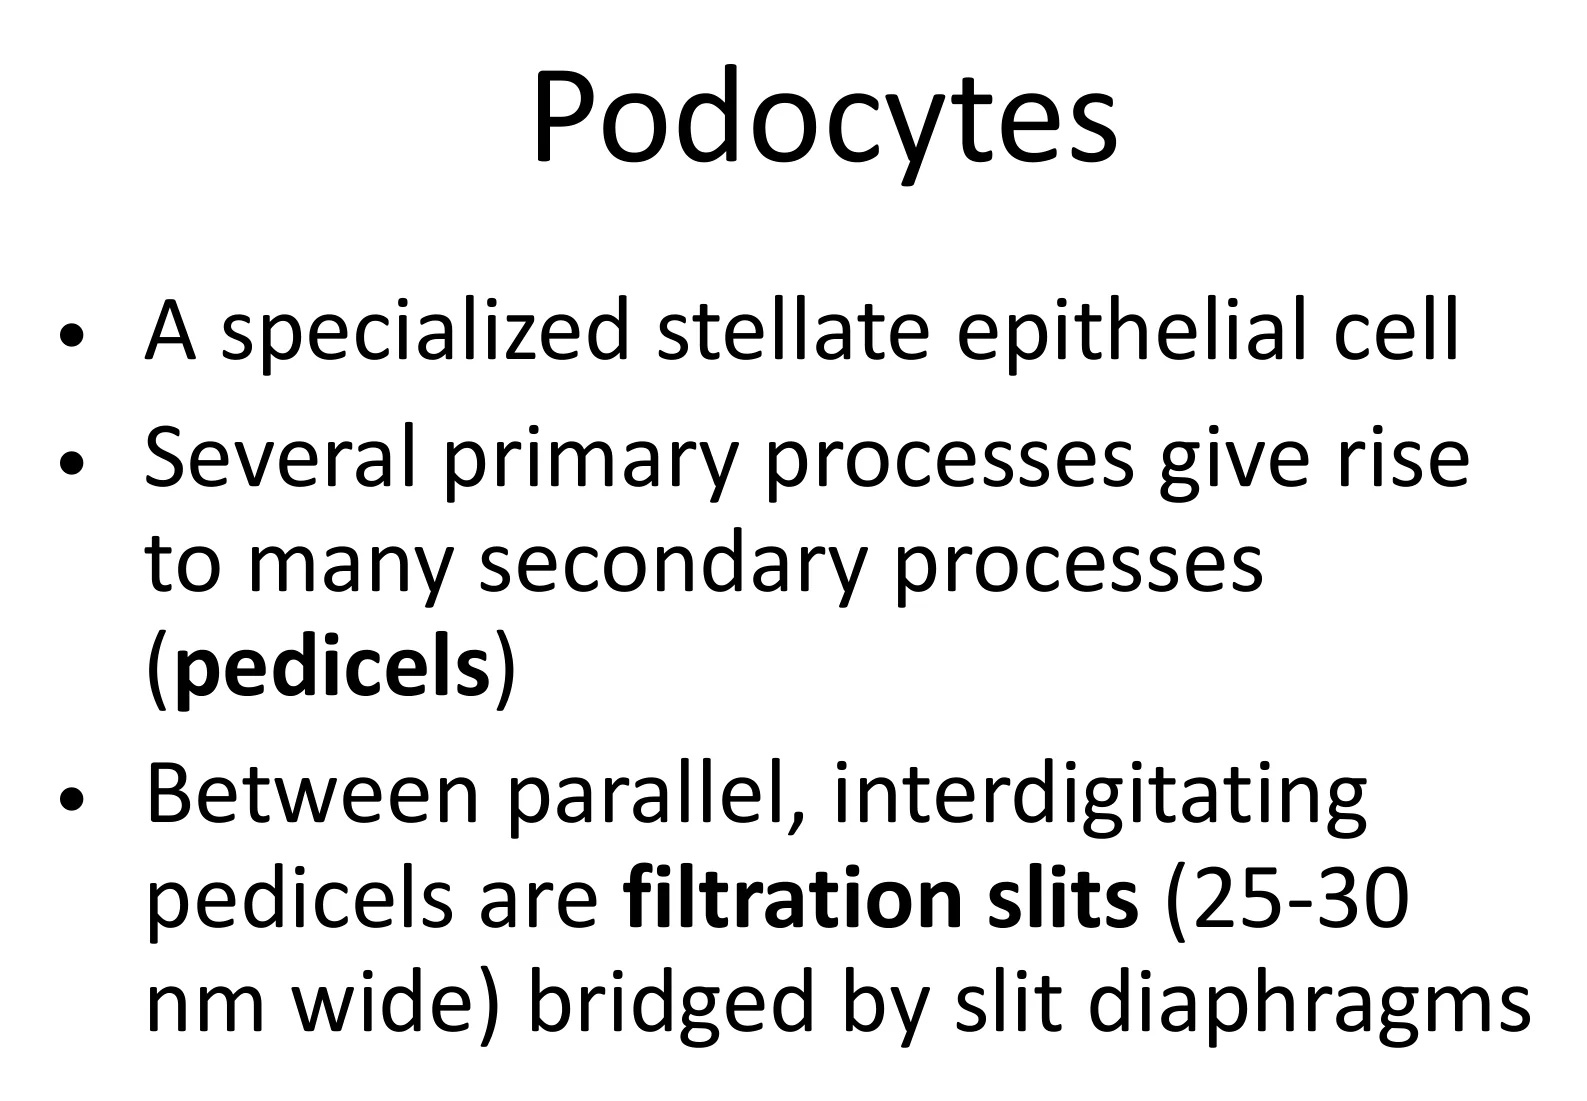 Podocytes
• A specialized stellate epithelial cell
• Several primary processes give rise
to many secondary processes
(pedicels)
• Between parallel, interdigitating
pedicels are filtration slits (25-30
nm wide) bridged by slit diaphragms